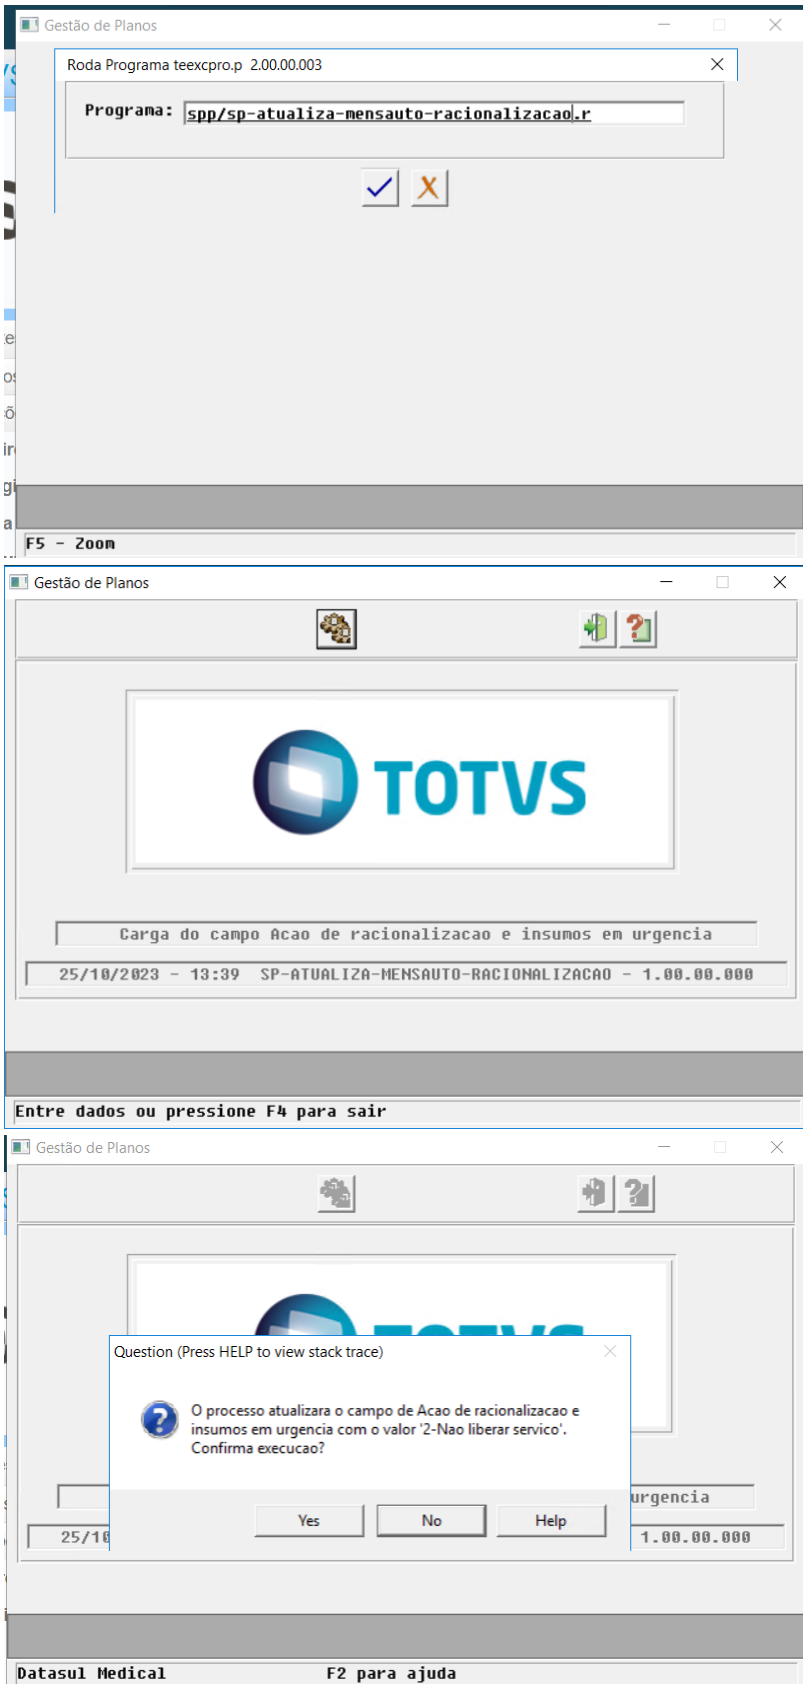 Gestão de Planos
Roda Programa teexcpro.p 2.00.00.003
Programa: spp/sp-atualiza-mensauto-racionalizacao.r
F5 - Zoom
Gestão de Planos
TOTVS
Carga do campo Acao de racionalizacao e insumos em urgencia
25/10/2023 - 13:39 SP-ATUALIZA-MENSAUTO-RACIONALIZACAO - 1.00.00.000
Entre dados ou pressione F4 para sair
Gestão de Planos
Question (Press HELP to view stack trace)
O processo atualizara o campo de Acao de racionalizacao e
insumos em urgencia com o valor '2-Nao liberar servico'.
Confirma execucao?
urgencia
Yes No Help
25/10 1.00.00.000
Datasul Medical F2 para ajuda